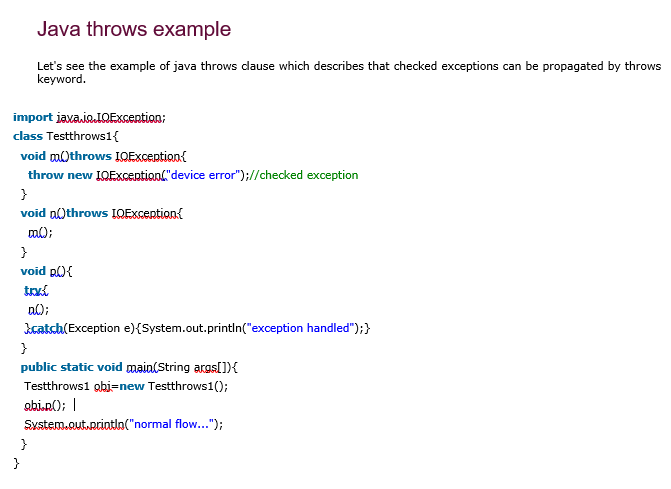 Java throws example
Let's see the example of java throws clause which describes that checked exceptions can be propagated by throws
keyword.
import java.io.IOException;
class Testthrows1{
void m()throws IOException{
throw new IOException("device error");//checked exception
}
void n()throws IOException{
m();
}
void p(){
try{
n();
}catch(Exception e){System.out.println("exception handled");}
}
public static void main(String args[]){
Testthrows1 obj=new Testthrows1();
obj.p();
System.out.println("normal flow...");
}
}